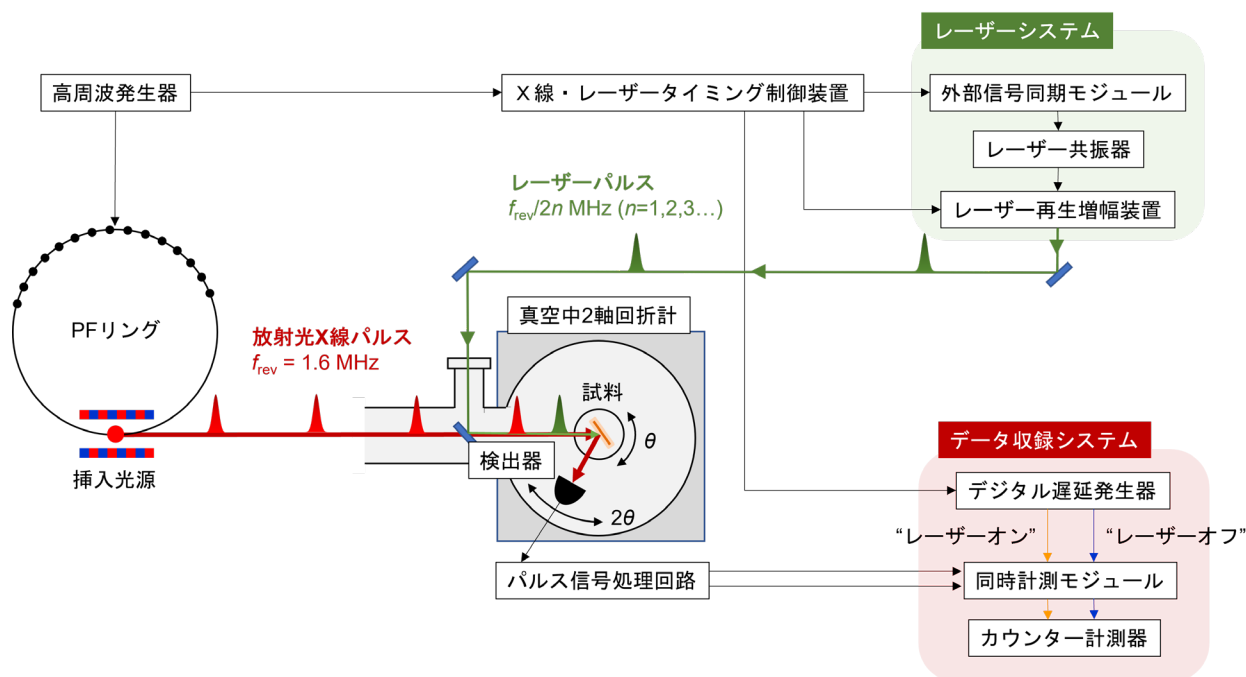 レーザーシステム
高周波発生器
X線・レーザータイミング制御装置
外部信号同期モジュール
レーザー共振器
レーザーパルス
frev/2n MHz (n=1,2,3…)
レーザー再生増幅装置
真空中2軸回折計
PFリング
放射光X線パルス
frev = 1.6 MHz
試料
θ
挿入光源
検出器
2θ
データ収録システム
デジタル遅延発生器
“レーザーオン”
“レーザーオフ”
パルス信号処理回路
同時計測モジュール
カウンター計測器